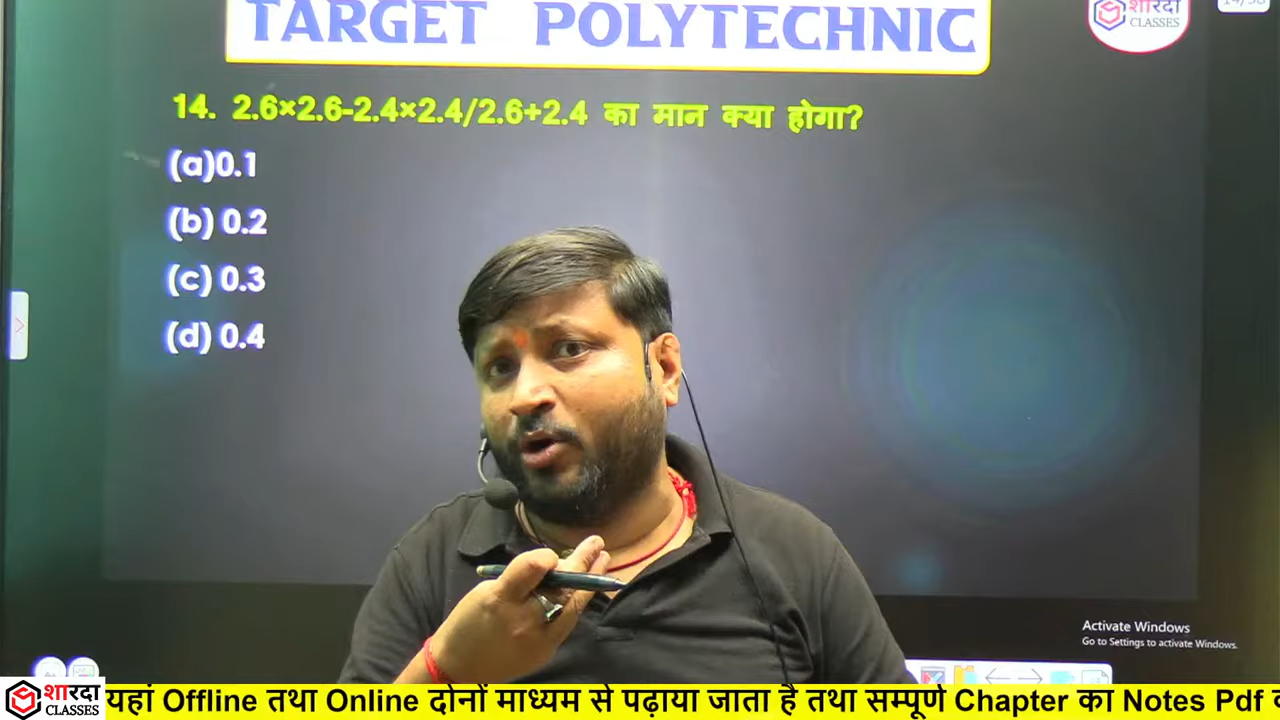 TARGET POLYTECHNIC
शारदा
CLASSES
14. 2.6×2.6-2.4×2.4/2.6+2.4 का मान क्या होगा?
(a)0.1
(b) 0.2
(c) 0.3
(d) 0.4
Activate Windows
Go to Settings to activate Windows.
शारदा
CLASSES
यहां Offline तथा Online दोनों माध्यम से पढ़ाया जाता है तथा सम्पूर्ण Chapter का Notes Pdf